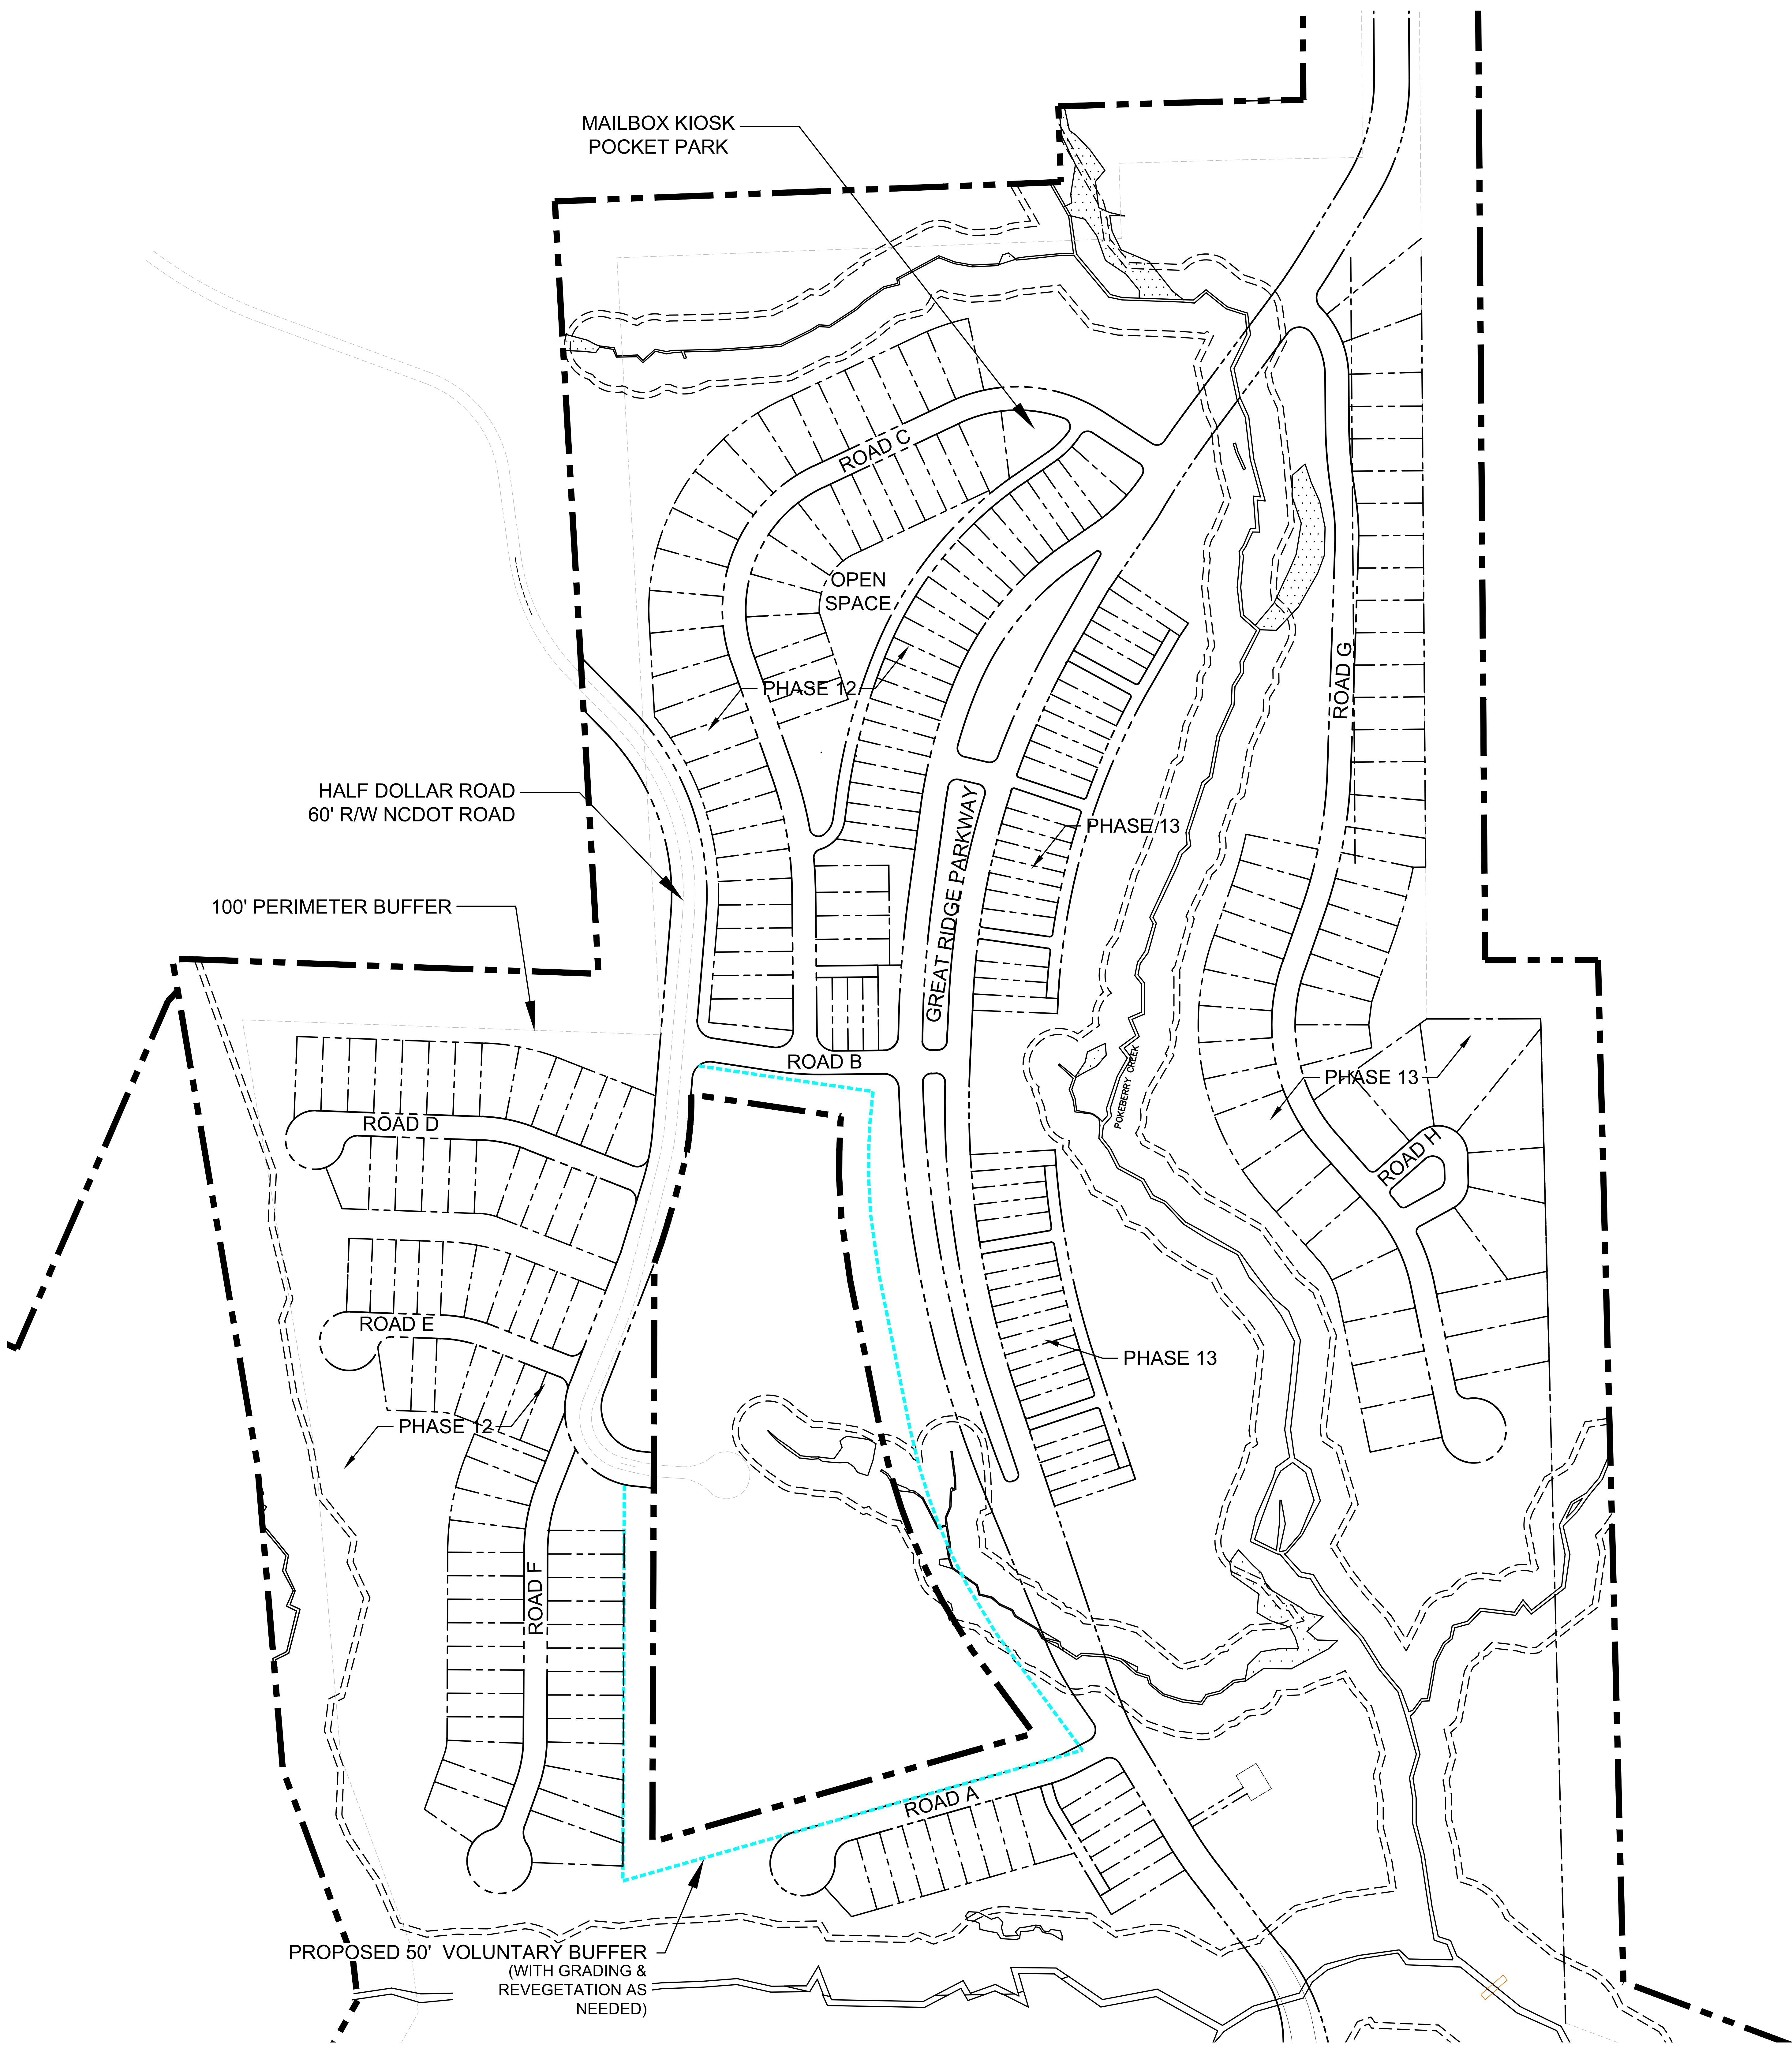 MAILBOX KIOSK
POCKET PARK
ROAD C
OPEN
SPACE
PHASE 12
ROAD G
HALF DOLLAR ROAD
60' R/W NCDOT ROAD
PHASE 13
GREAT RIDGE PARKWAY
100' PERIMETER BUFFER
ROAD B
POKEBERRY CREEK
PHASE 13
ROAD D
ROAD H
ROAD E
PHASE 13
PHASE 12
ROAD F
ROAD A
PROPOSED 50' VOLUNTARY BUFFER
(WITH GRADING &
REVEGETATION AS
NEEDED)